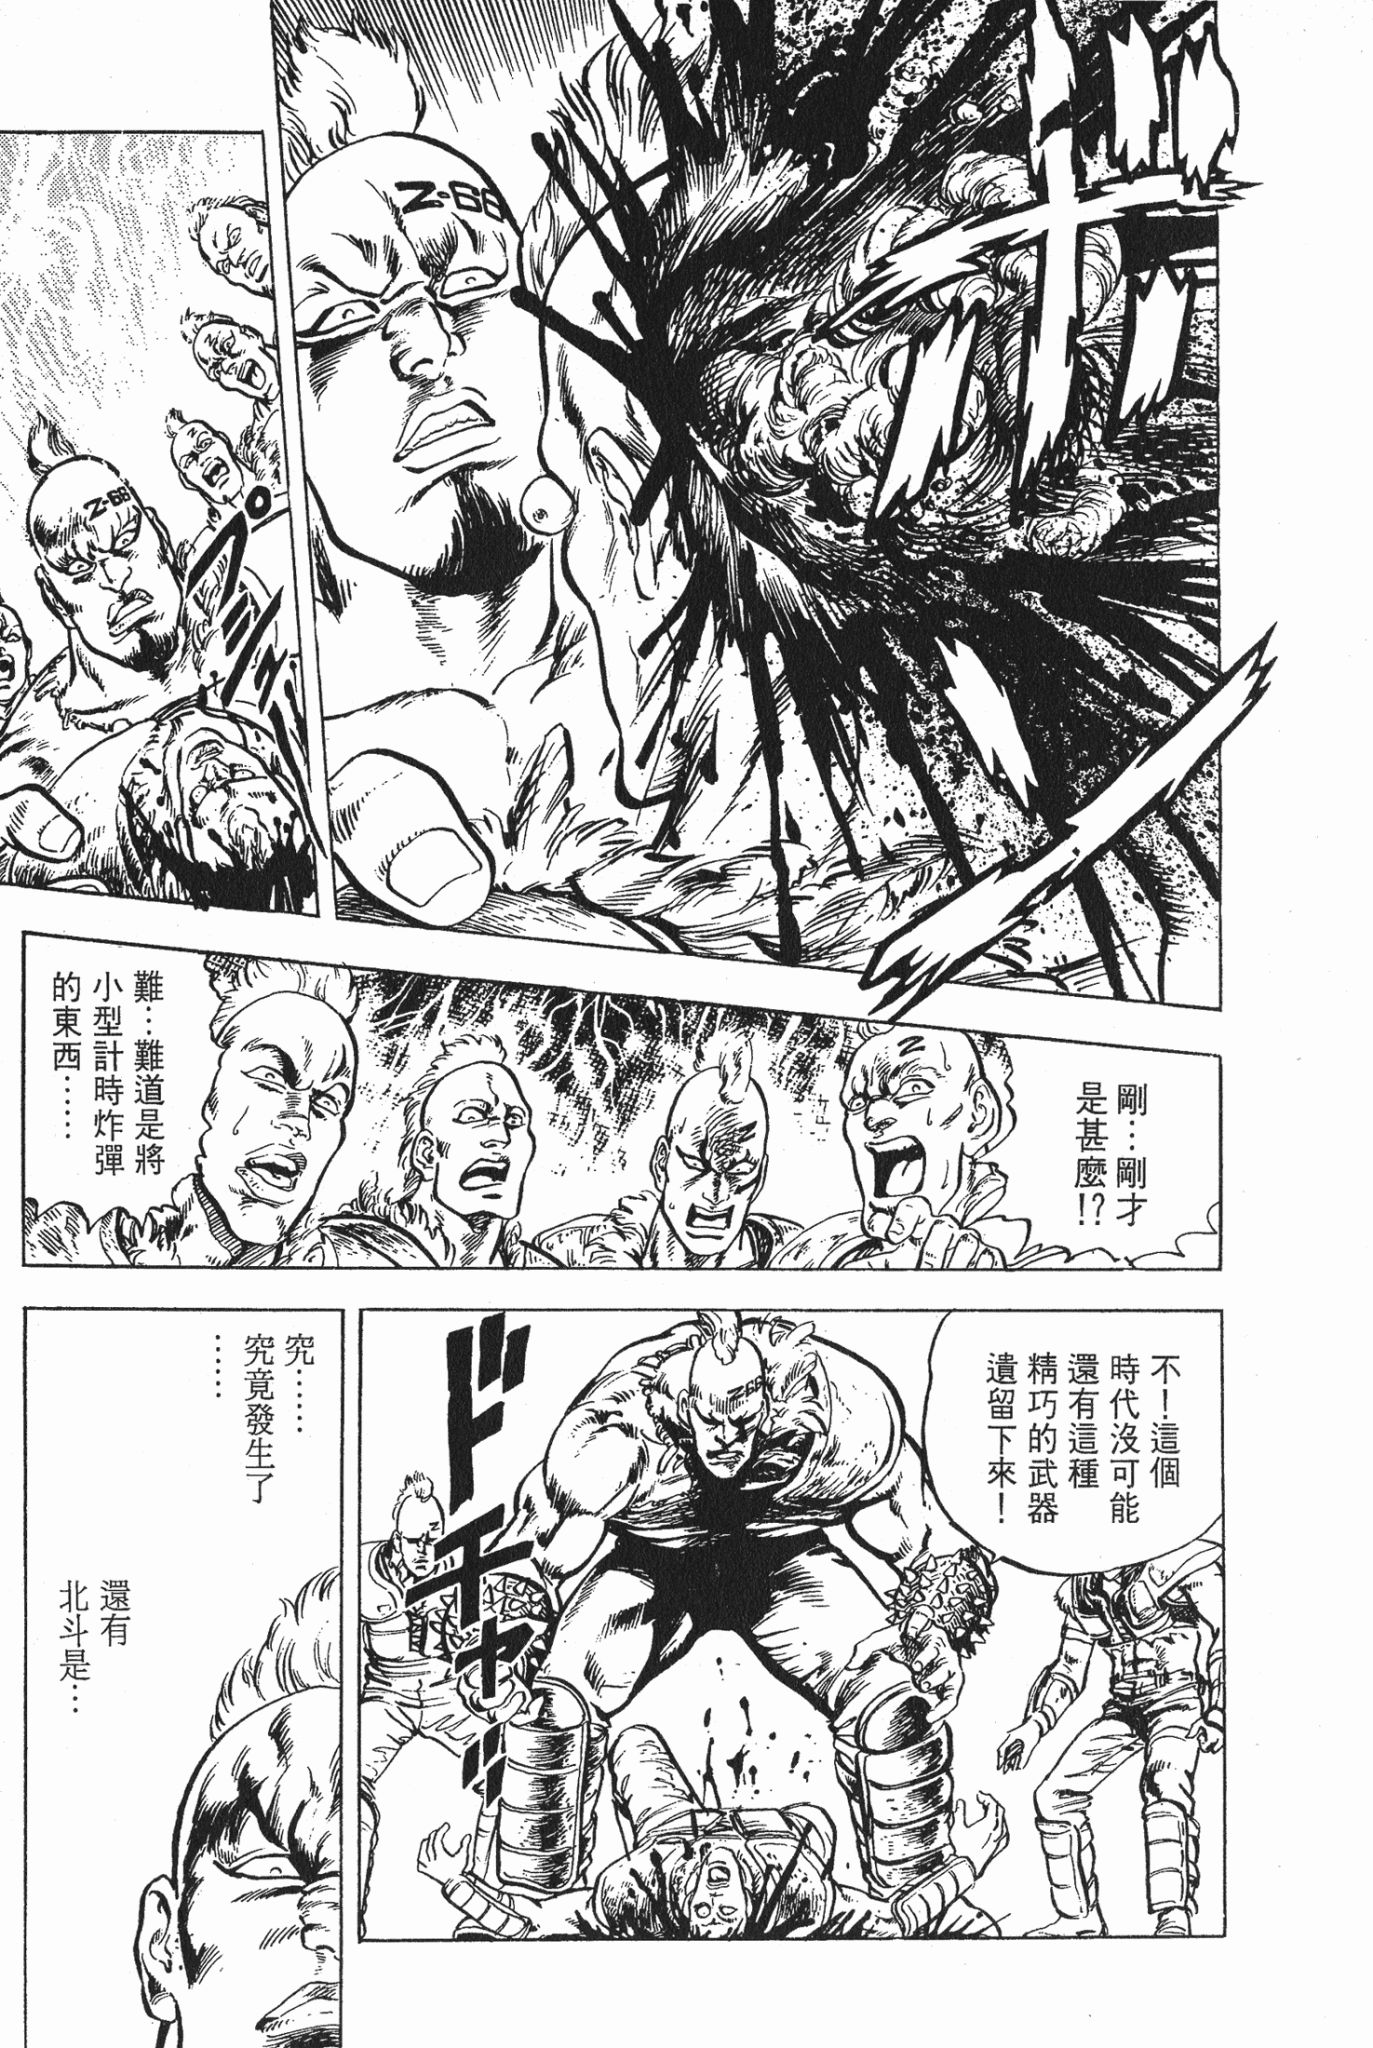 Z・68
Z-68
剛…剛才
是甚麼!?
難…難道是將
小型計時炸彈
的東西……
不!這個
時代沒可能
還有這種
精巧的武器
遺留下來!
Z-68
ドチャッ!!
究……
究竟發生了
……
還有
北斗是…